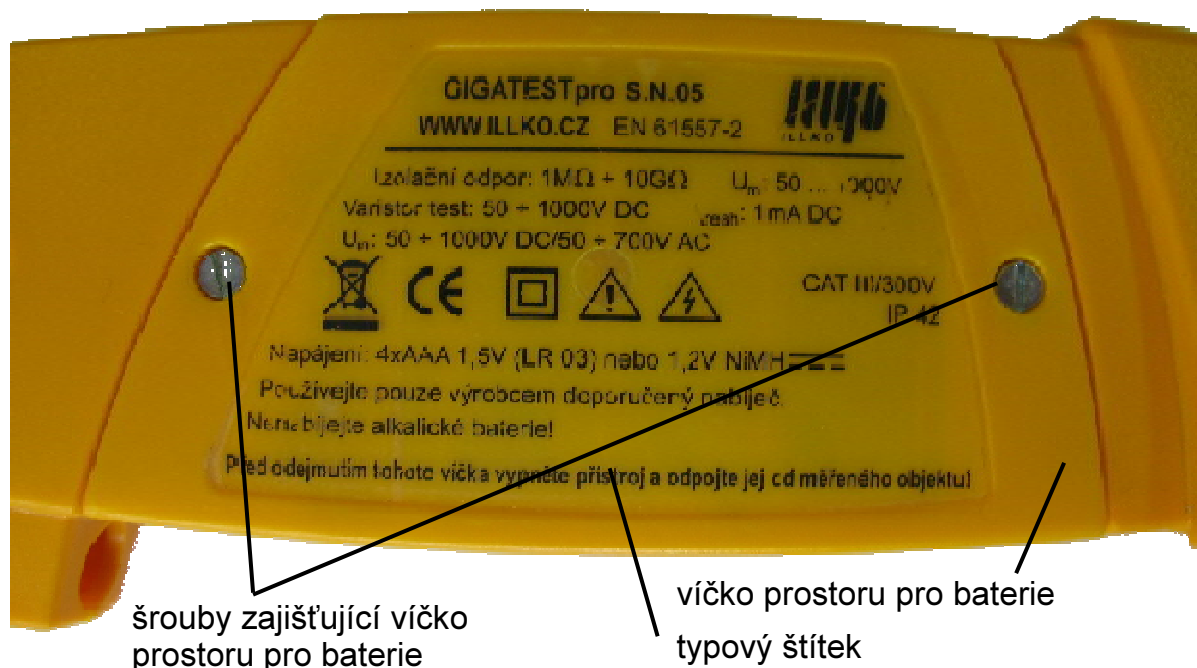 GIGATESTpro S.N.05
WWW.ILLKO.CZ EN 61557-2
ILLKO
Izolační odpor: 1MΩ ÷ 10GΩ Um: 50 ...
Varistor test: 50 ÷ 1000V DC 1mA DC
Um: 50 ÷ 1000V DC/50 ÷ 700V AC
CE
CAT III/300V
IP 42
Napájení: 4xAAA 1,5V (LR 03) nebo 1,2V NiMH
Používejte pouze výrobcem doporučený nabíječ.
Nenabíjejte alkalické baterie!
Před odejmutím tohoto víčka vypněte přístroj a odpojte jej od měřeného objektu!
šrouby zajišťující víčko
prostoru pro baterie
víčko prostoru pro baterie
typový štítek